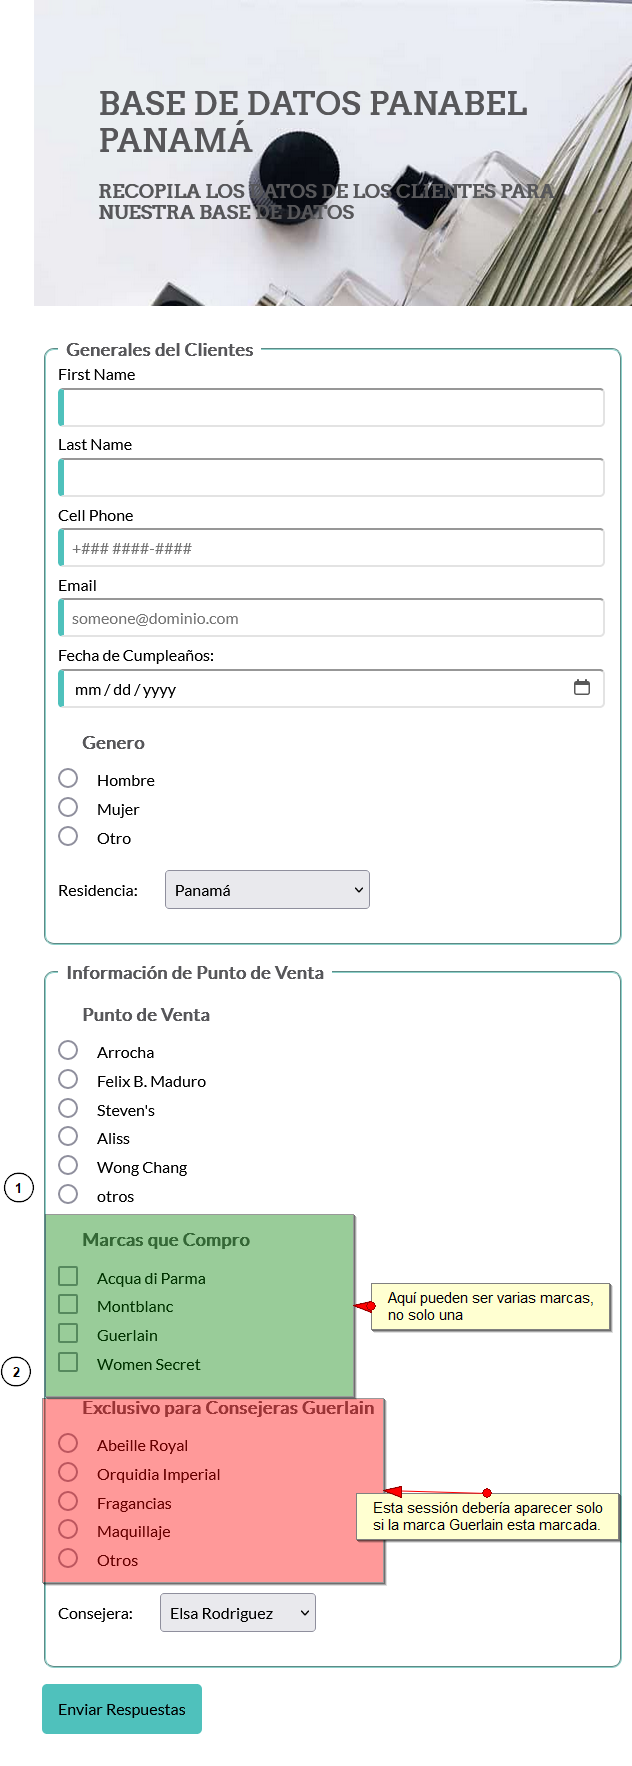 BASE DE DATOS PANABEL
PANAMÁ
RECOPILA LOS DATOS DE LOS CLIENTES PARA
NUESTRA BASE DE DATOS
Generales del Clientes
First Name
Last Name
Cell Phone
+### ####-####
Email
someone@dominio.com
Fecha de Cumpleaños:
mm / dd / yyyy
Genero
Hombre
Mujer
Otro
Residencia:
Panamá
Información de Punto de Venta
Punto de Venta
Arrocha
Felix B. Maduro
Steven's
Aliss
Wong Chang
otros
1
Marcas que Compro
Acqua di Parma
Montblanc
Guerlain
Women Secret
Aquí pueden ser varias marcas,
no solo una
2
Exclusivo para Consejeras Guerlain
Abeille Royal
Orquidia Imperial
Fragancias
Maquillaje
Otros
Esta sessión debería aparecer solo
si la marca Guerlain esta marcada.
Consejera:
Elsa Rodriguez
Enviar Respuestas